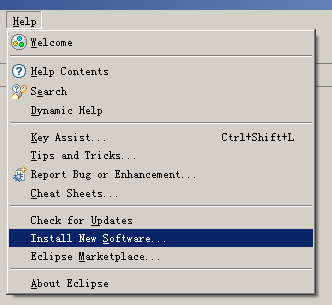 Help
Welcome
Help Contents
Search
Dynamic Help
Key Assist... Ctrl+Shift+L
Tips and Tricks...
Report Bug or Enhancement...
Cheat Sheets...
Check for Updates
Install New Software...
Eclipse Marketplace...
About Eclipse